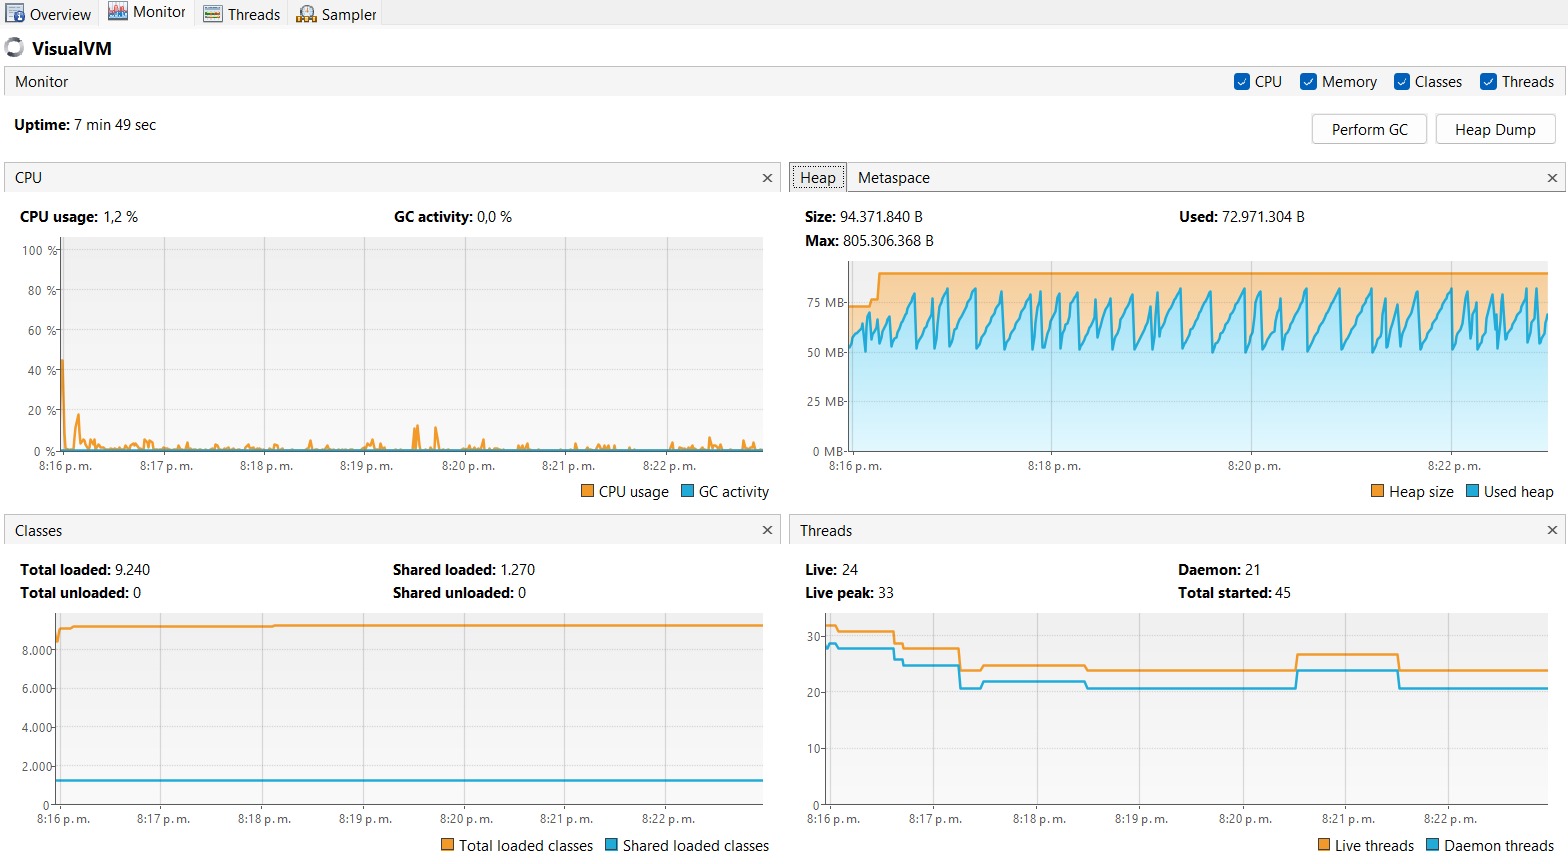 Overview Monitor Threads Sampler
VisualVM
Monitor CPU Memory Classes Threads
Uptime: 7 min 49 sec
Perform GC Heap Dump
CPU
CPU usage: 1,2 % GC activity: 0,0 %
100 %
80 %
60 %
40 %
20 %
0 %
8:16 p. m. 8:17 p. m. 8:18 p. m. 8:19 p. m. 8:20 p. m. 8:21 p. m. 8:22 p. m.
CPU usage GC activity
Heap Metaspace
Size: 94.371.840 B Used: 72.971.304 B
Max: 805.306.368 B
75 MB
50 MB
25 MB
0 MB
8:16 p. m. 8:18 p. m. 8:20 p. m. 8:22 p. m.
Heap size Used heap
Classes
Total loaded: 9.240 Shared loaded: 1.270
Total unloaded: 0 Shared unloaded: 0
8.000
6.000
4.000
2.000
0
8:16 p. m. 8:17 p. m. 8:18 p. m. 8:19 p. m. 8:20 p. m. 8:21 p. m. 8:22 p. m.
Total loaded classes Shared loaded classes
Threads
Live: 24 Daemon: 21
Live peak: 33 Total started: 45
30
20
10
0
8:16 p. m. 8:17 p. m. 8:18 p. m. 8:19 p. m. 8:20 p. m. 8:21 p. m. 8:22 p. m.
Live threads Daemon threads